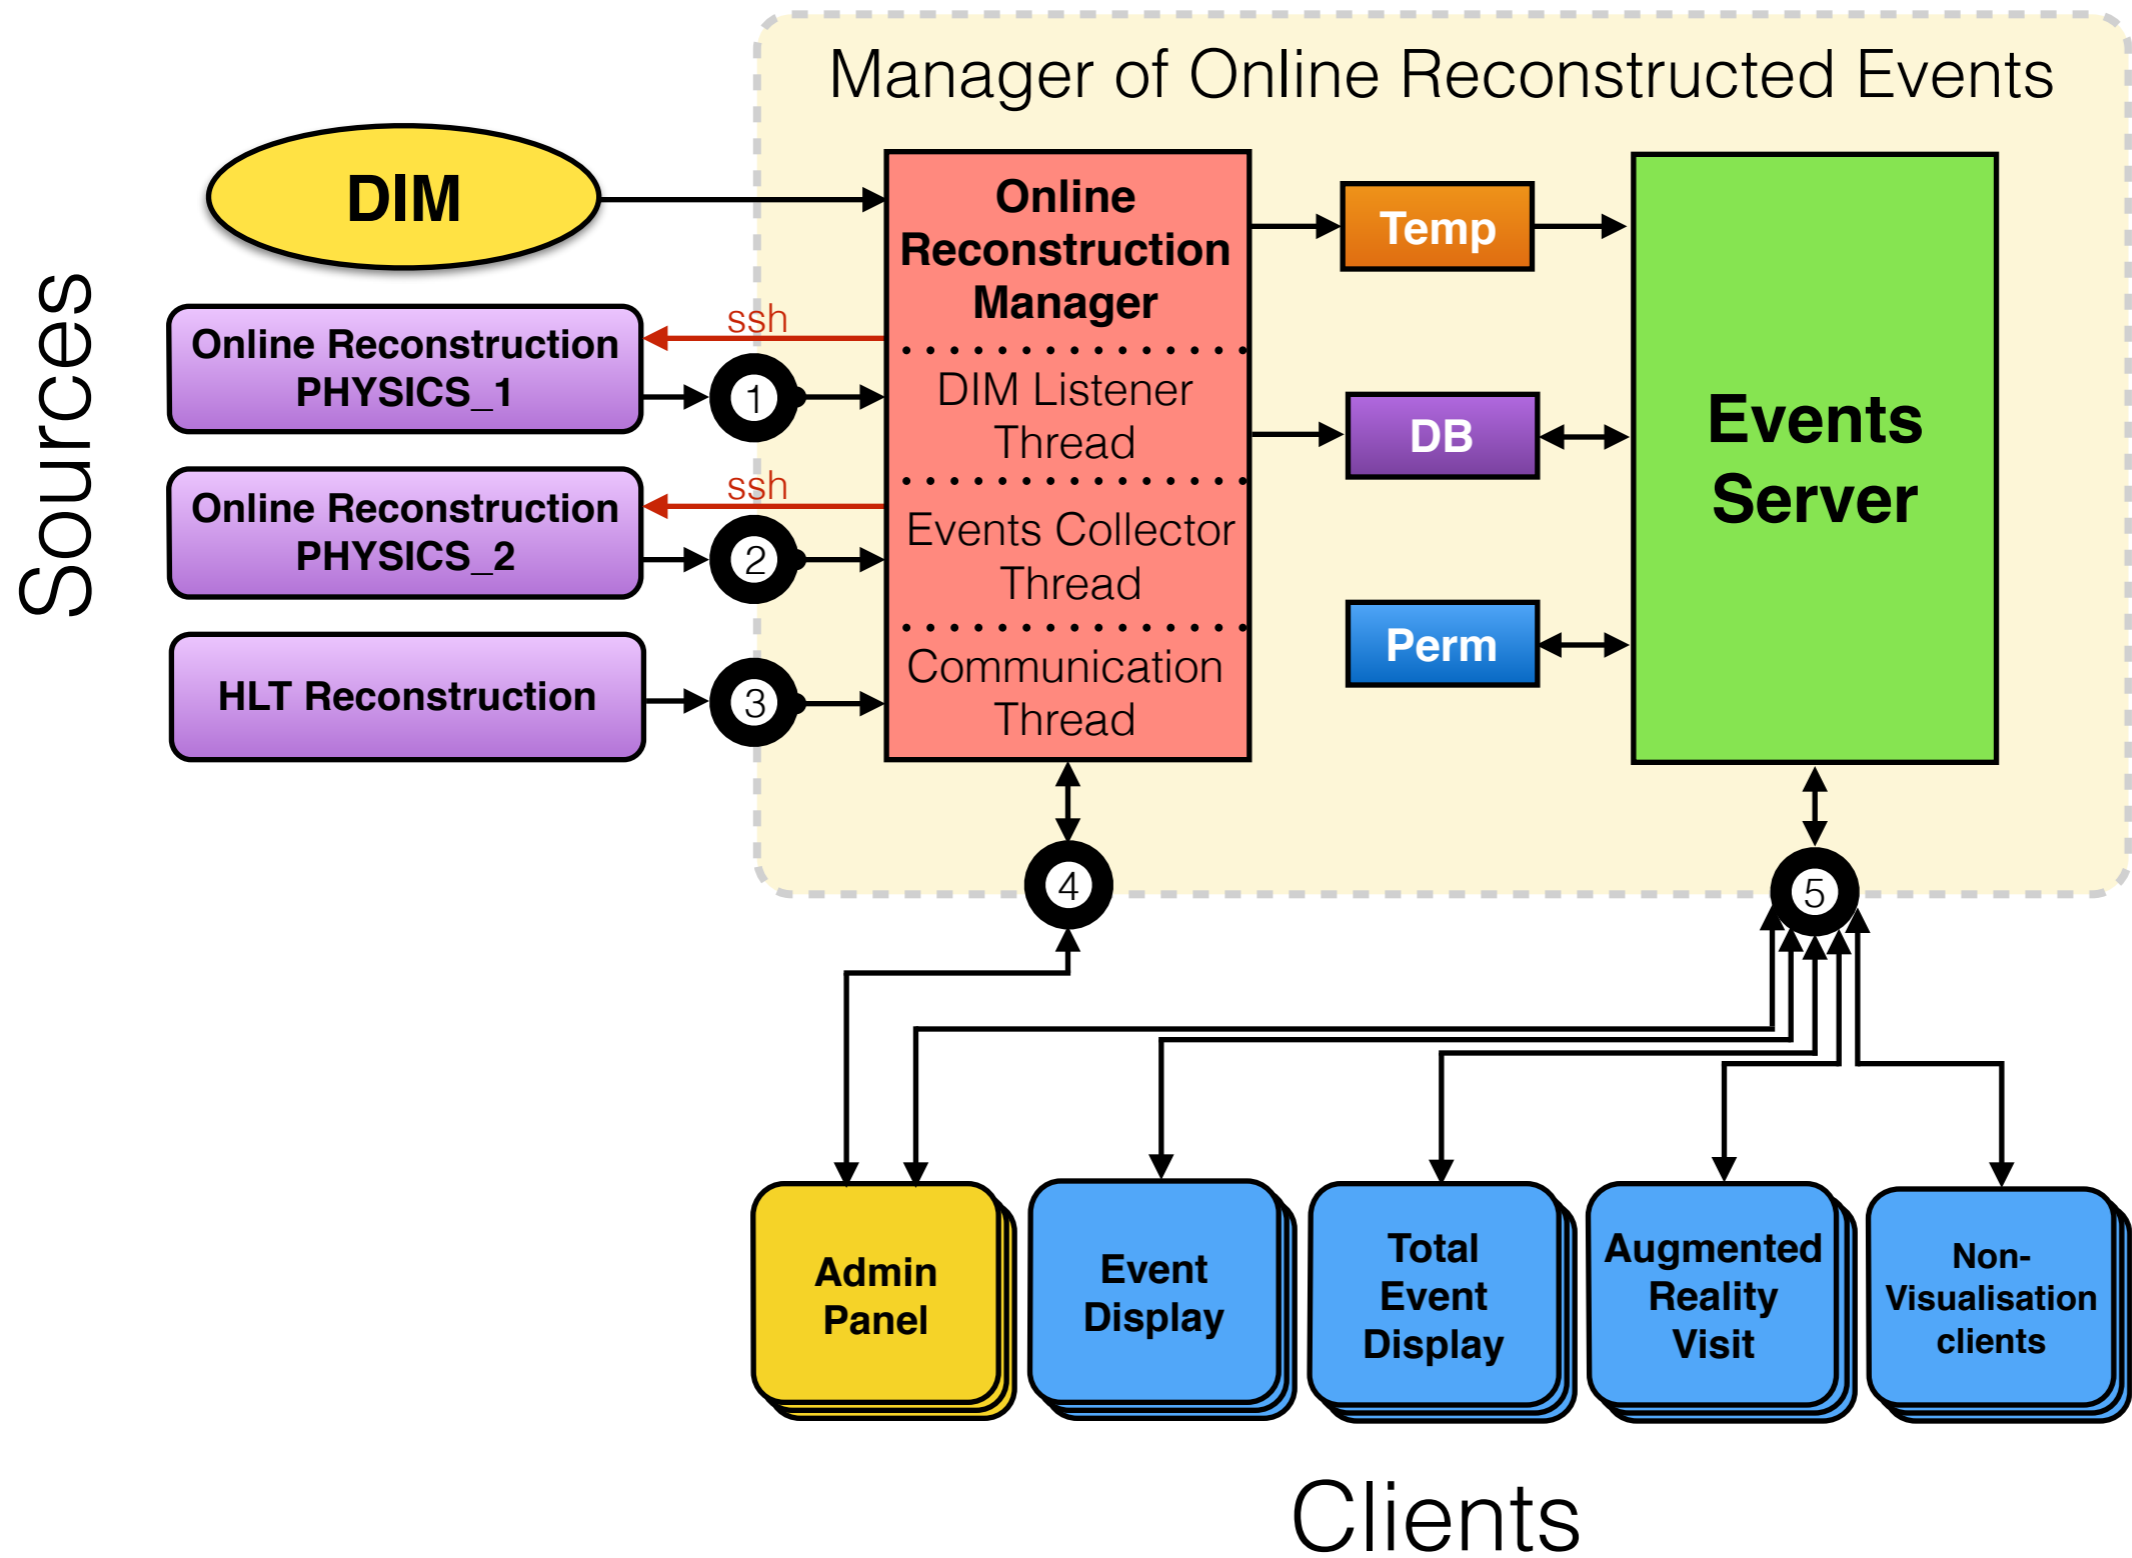 Manager of Online Reconstructed Events
Sources
DIM
Online Reconstruction
PHYSICS_1
Online Reconstruction
PHYSICS_2
HLT Reconstruction
ssh
1
ssh
2
3
Online
Reconstruction
Manager
DIM Listener
Thread
Events Collector
Thread
Communication
Thread
Temp
DB
Perm
Events
Server
4
5
Admin
Panel
Event
Display
Total
Event
Display
Augmented
Reality
Visit
Non-
Visualisation
clients
Clients